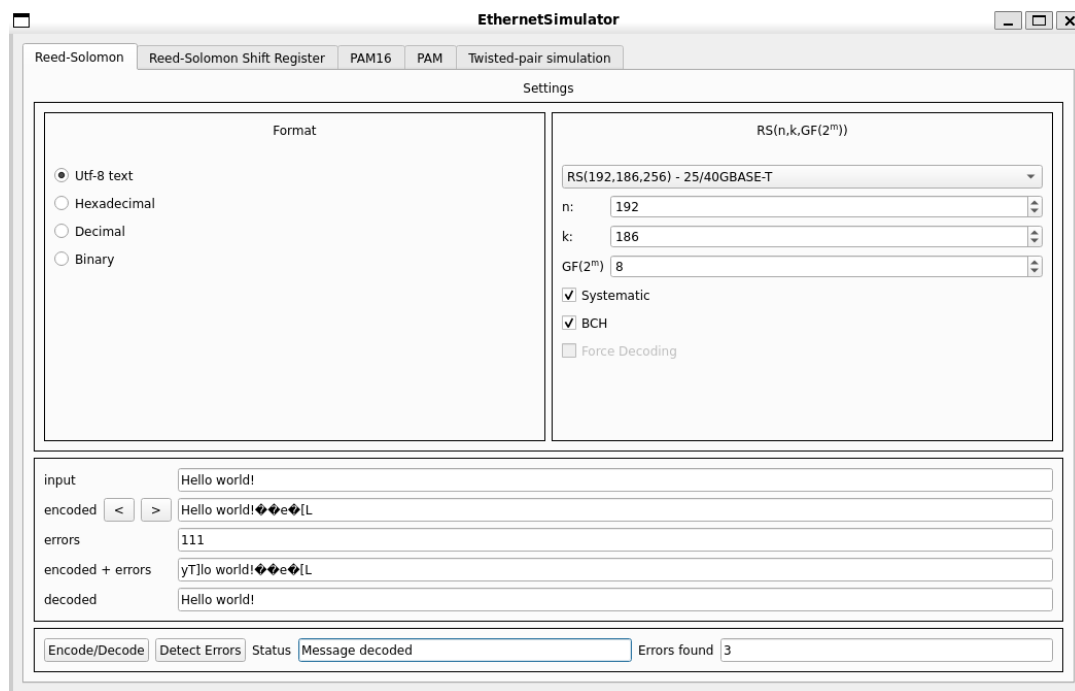 EthernetSimulator
Reed-Solomon
Reed-Solomon Shift Register
PAM16
PAM
Twisted-pair simulation
Settings
Format
Utf-8 text
Hexadecimal
Decimal
Binary
RS(n,k,GF(2ᵐ))
RS(192,186,256) - 25/40GBASE-T
n: 192
k: 186
GF(2ᵐ) 8
Systematic
BCH
Force Decoding
input Hello world!
encoded < > Hello world!��e�[L
errors 111
encoded + errors yT]lo world!��e�[L
decoded Hello world!
Encode/Decode Detect Errors Status Message decoded Errors found 3